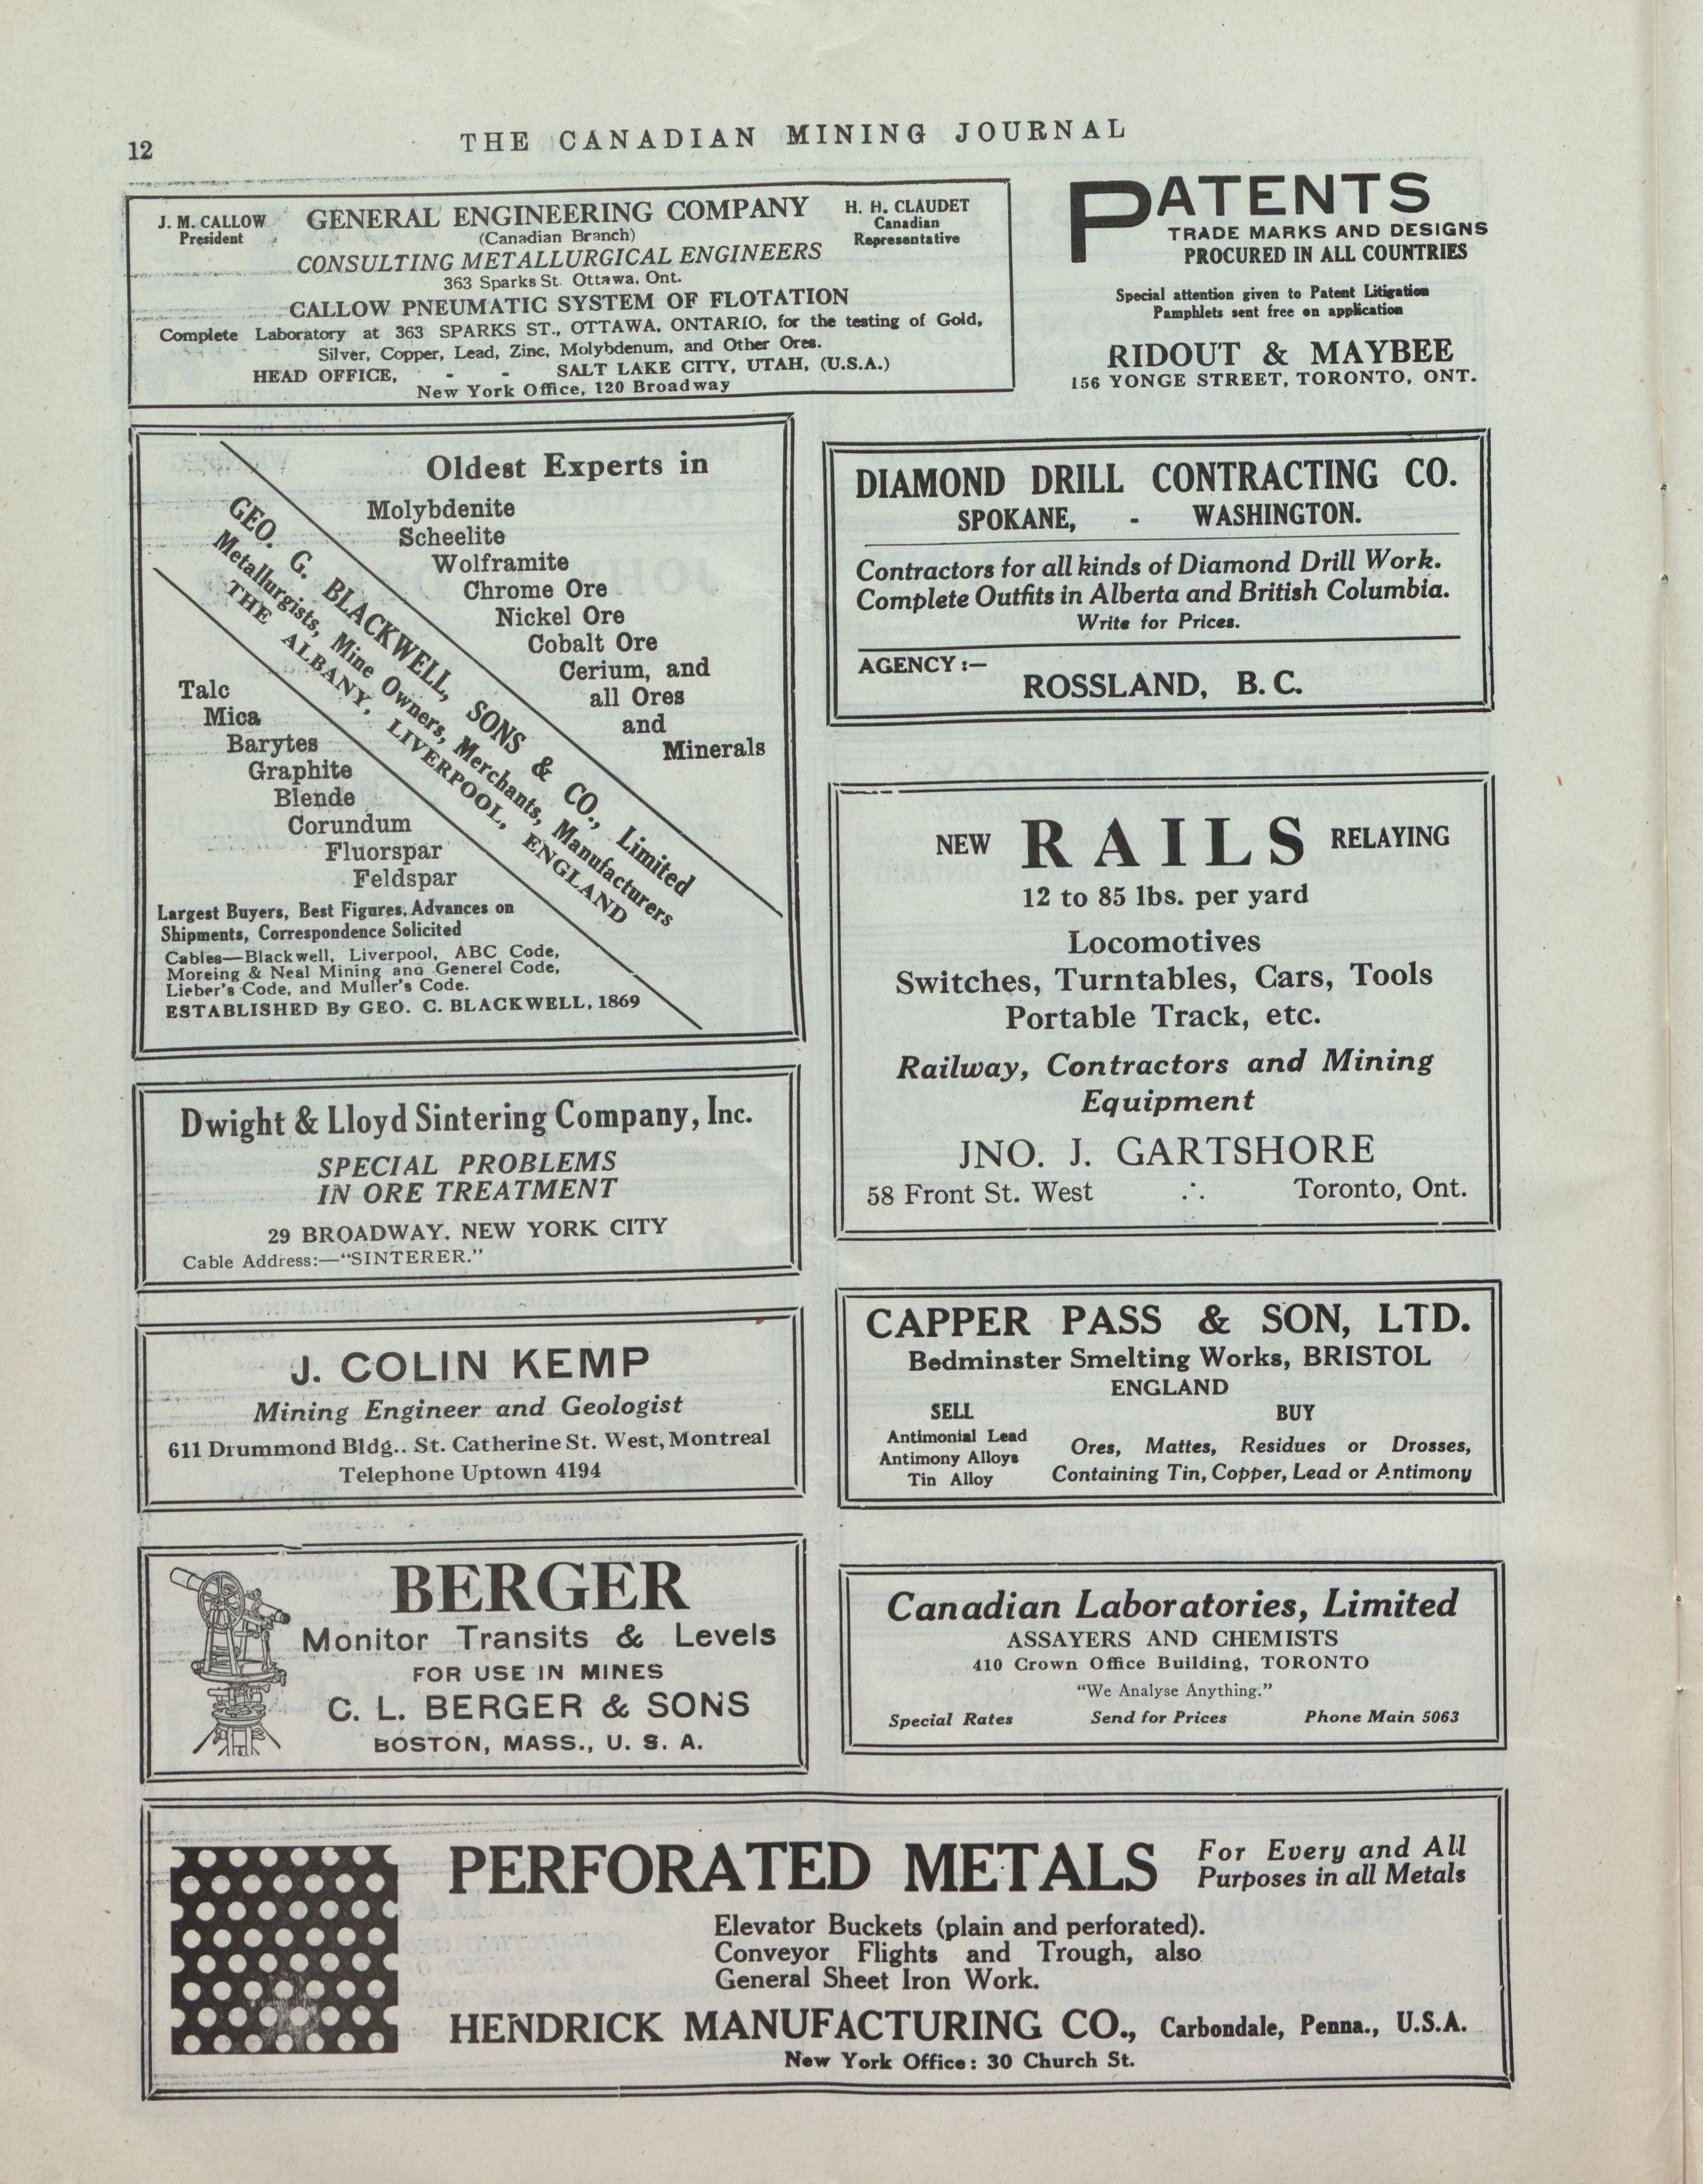 12
THE CANADIAN MINING JOURNAL
J. M. CALLOW
President
GENERAL ENGINEERING COMPANY
(Canadian Branch)
H. H. CLAUDET
Canadian
Representative
CONSULTING METALLURGICAL ENGINEERS
363 Sparks St. Ottawa, Ont.
CALLOW PNEUMATIC SYSTEM OF FLOTATION
Complete Laboratory at 363 SPARKS ST., OTTAWA, ONTARIO, for the testing of Gold,
Silver, Copper, Lead, Zinc, Molybdenum, and Other Ores.
HEAD OFFICE, - - SALT LAKE CITY, UTAH, (U.S.A.)
New York Office, 120 Broadway
PATENTS
TRADE MARKS AND DESIGNS
PROCURED IN ALL COUNTRIES
Special attention given to Patent Litigation
Pamphlets sent free on application
RIDOUT & MAYBEE
156 YONGE STREET, TORONTO, ONT.
Oldest Experts in
Molybdenite
Scheelite
Wolframite
Chrome Ore
Nickel Ore
Cobalt Ore
Cerium, and
all Ores
and
Minerals
GEO. G. BLACKWELL, SONS & CO., Limited
Metallurgists, Mine Owners, Merchants, Manufacturers
THE ALBANY, LIVERPOOL, ENGLAND
Talc
Mica
Barytes
Graphite
Blende
Corundum
Fluorspar
Feldspar
Largest Buyers, Best Figures, Advances on
Shipments, Correspondence Solicited
Cables—Blackwell, Liverpool, ABC Code,
Moreing & Neal Mining and Generel Code,
Lieber's Code, and Muller's Code.
ESTABLISHED By GEO. C. BLACKWELL, 1869
DIAMOND DRILL CONTRACTING CO.
SPOKANE, - WASHINGTON.
Contractors for all kinds of Diamond Drill Work.
Complete Outfits in Alberta and British Columbia.
Write for Prices.
AGENCY:—
ROSSLAND, B. C.
NEW RAILS RELAYING
12 to 85 lbs. per yard
Locomotives
Switches, Turntables, Cars, Tools
Portable Track, etc.
Railway, Contractors and Mining
Equipment
JNO. J. GARTSHORE
58 Front St. West ∴ Toronto, Ont.
Dwight & Lloyd Sintering Company, Inc.
SPECIAL PROBLEMS
IN ORE TREATMENT
29 BROADWAY, NEW YORK CITY
Cable Address:—“SINTERER.”
J. COLIN KEMP
Mining Engineer and Geologist
611 Drummond Bldg.. St. Catherine St. West, Montreal
Telephone Uptown 4194
CAPPER PASS & SON, LTD.
Bedminster Smelting Works, BRISTOL
ENGLAND
SELL
Antimonial Lead
Antimony Alloys
Tin Alloy
BUY
Ores, Mattes, Residues or Drosses,
Containing Tin, Copper, Lead or Antimony
BERGER
Monitor Transits & Levels
FOR USE IN MINES
C. L. BERGER & SONS
BOSTON, MASS., U. S. A.
Canadian Laboratories, Limited
ASSAYERS AND CHEMISTS
410 Crown Office Building, TORONTO
“We Analyse Anything.”
Special Rates Send for Prices Phone Main 5063
PERFORATED METALS
For Every and All
Purposes in all Metals
Elevator Buckets (plain and perforated).
Conveyor Flights and Trough, also
General Sheet Iron Work.
HENDRICK MANUFACTURING CO., Carbondale, Penna., U.S.A.
New York Office: 30 Church St.